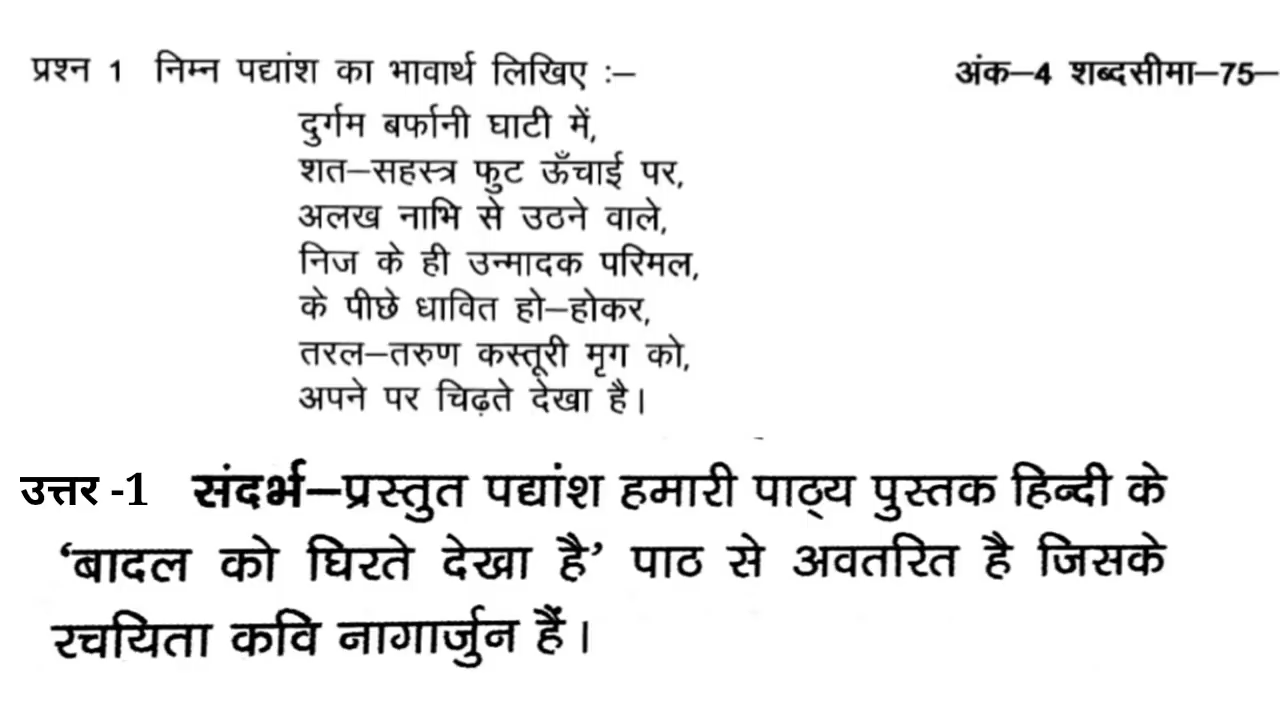 प्रश्न 1 निम्न पद्यांश का भावार्थ लिखिए :– अंक–4 शब्दसीमा–75–
दुर्गम बर्फानी घाटी में,
शत–सहस्त्र फुट ऊँचाई पर,
अलख नाभि से उठने वाले,
निज के ही उन्मादक परिमल,
के पीछे धावित हो–होकर,
तरल–तरुण कस्तूरी मृग को,
अपने पर चिढ़ते देखा है।
उत्तर -1 संदर्भ–प्रस्तुत पद्यांश हमारी पाठ्य पुस्तक हिन्दी के
‘बादल को घिरते देखा है’ पाठ से अवतरित है जिसके
रचयिता कवि नागार्जुन हैं।